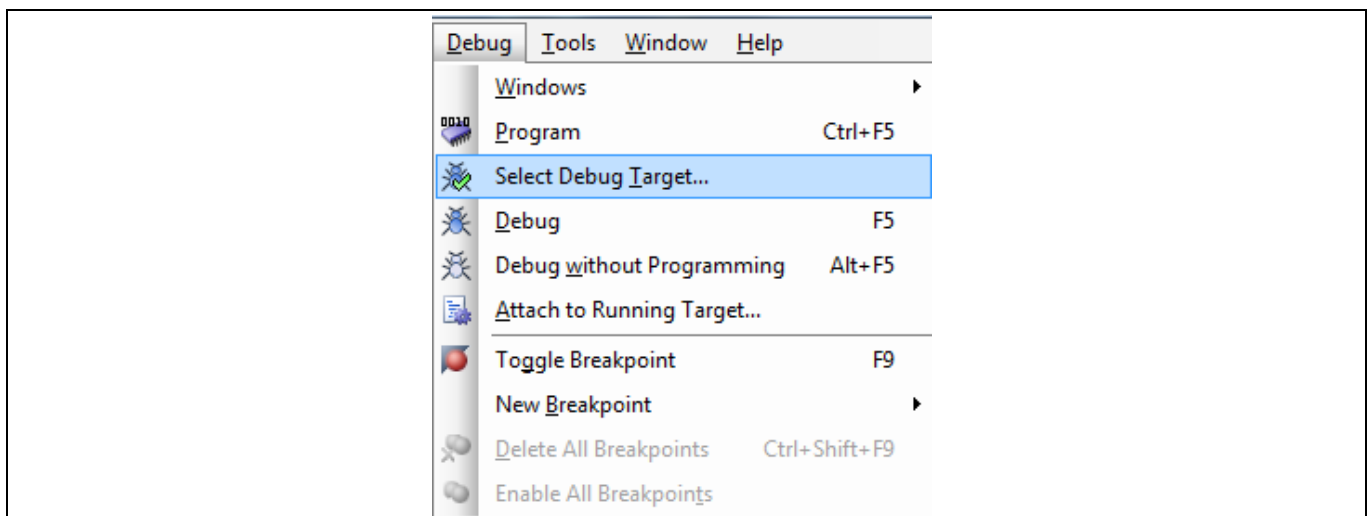 Debug Tools Window Help
Windows
0010
Program Ctrl+F5
Select Debug Target...
Debug F5
Debug without Programming Alt+F5
Attach to Running Target...
Toggle Breakpoint F9
New Breakpoint
Delete All Breakpoints Ctrl+Shift+F9
Enable All Breakpoints